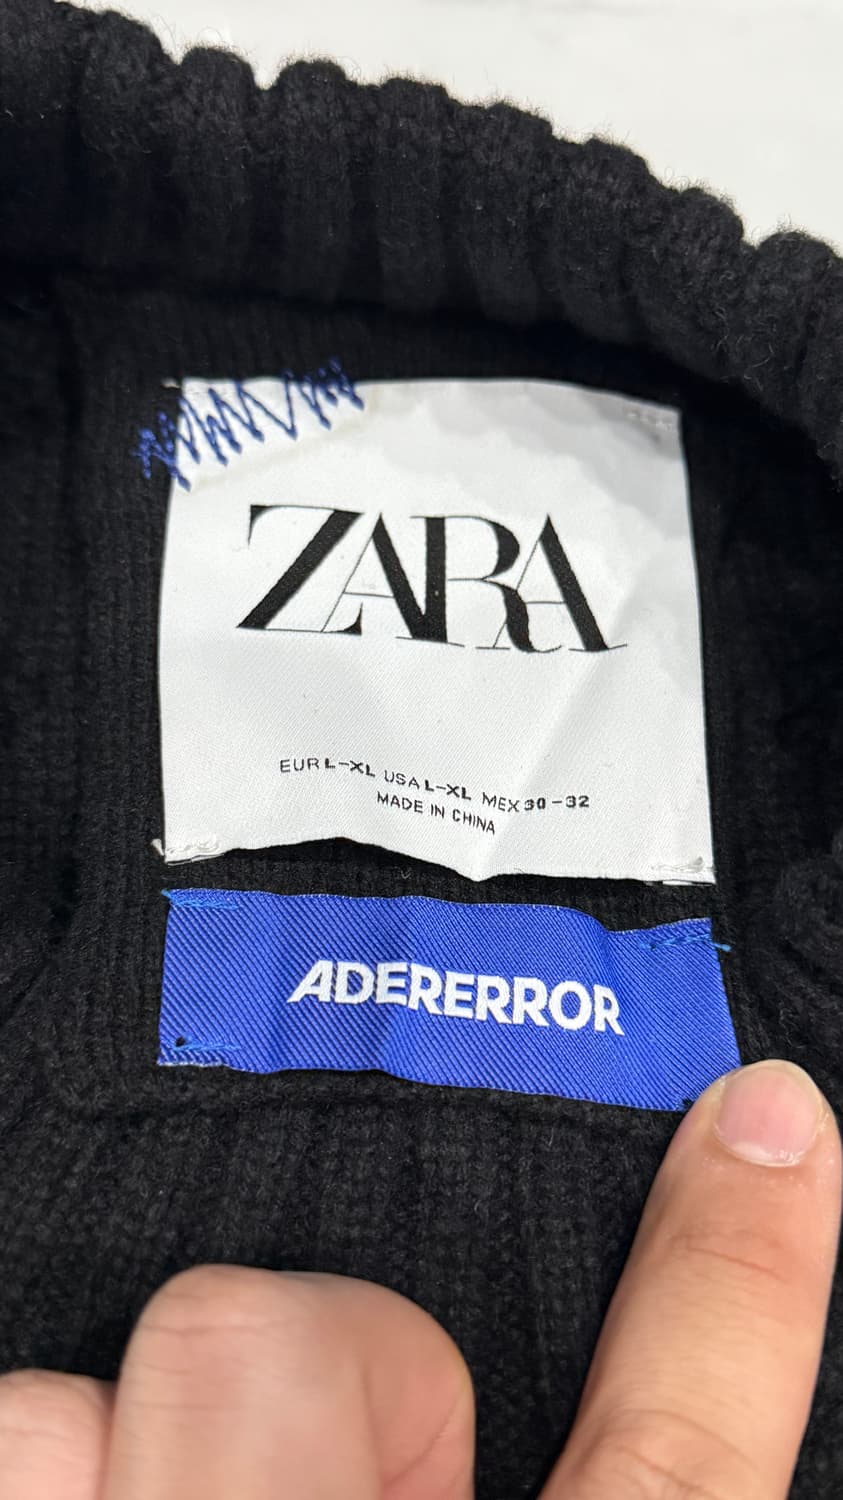 ZARA
EUR L-XL USA L-XL MEX 30-32
MADE IN CHINA
ADERERROR